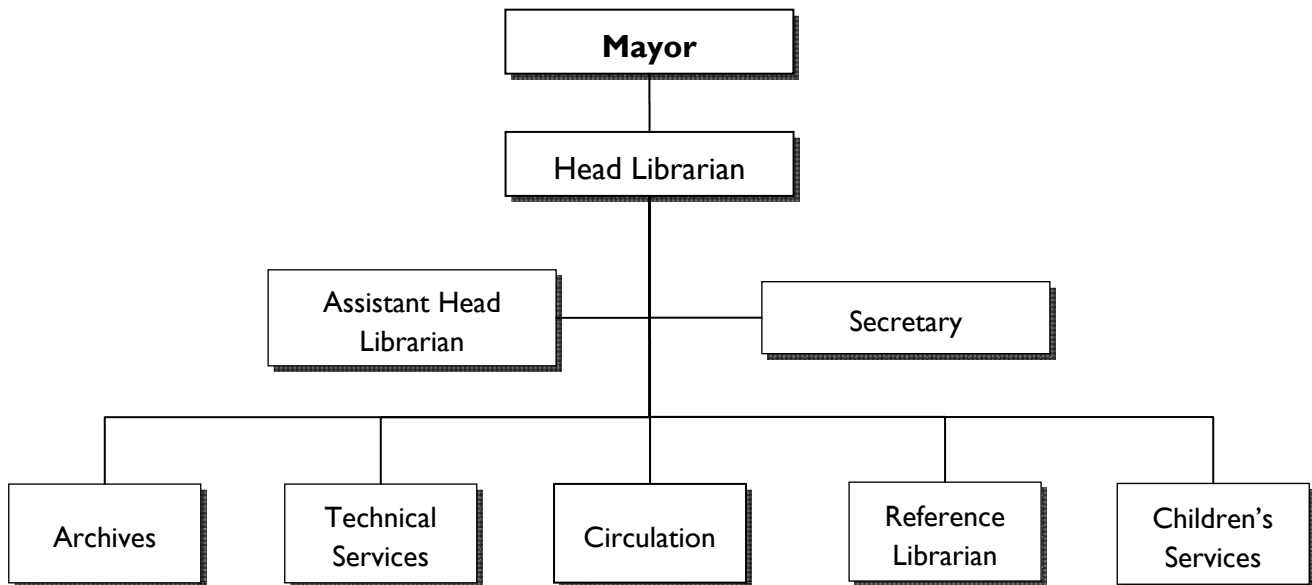 Mayor
Head Librarian
Assistant Head
Librarian
Secretary
Archives
Technical
Services
Circulation
Reference
Librarian
Children’s
Services